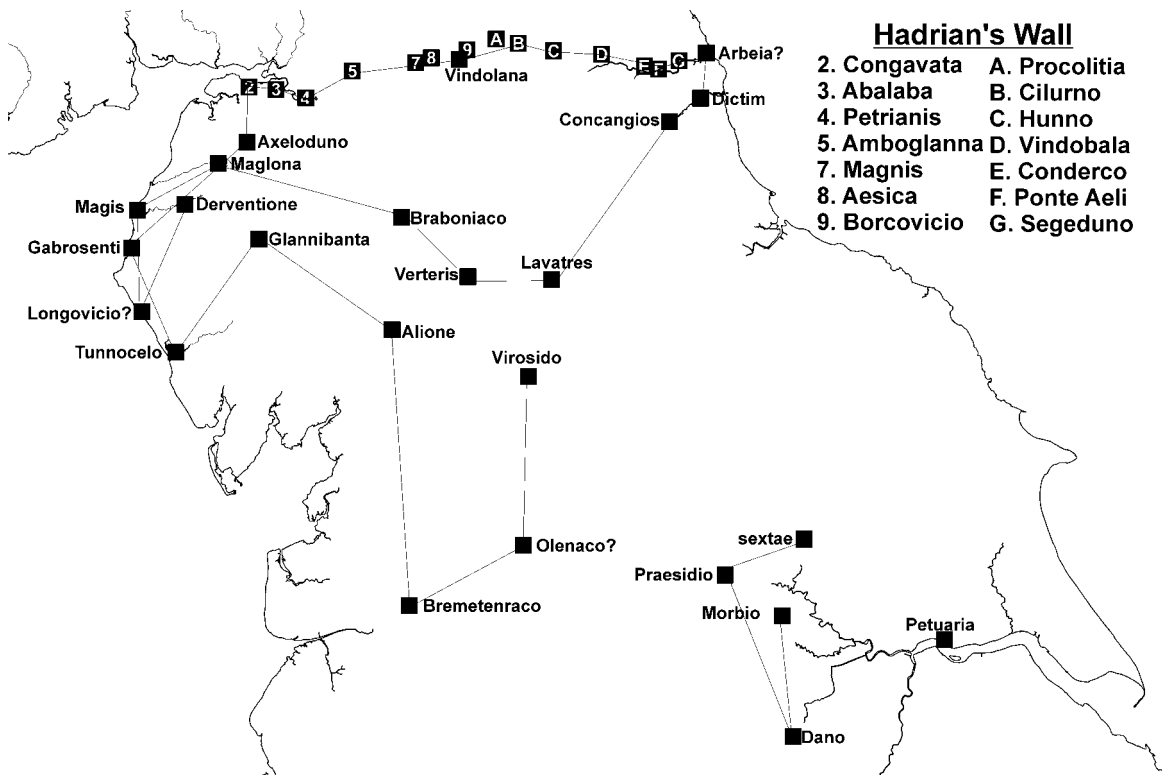 Hadrian's Wall
2. Congavata
3. Abalaba
4. Petrianis
5. Amboglanna
7. Magnis
8. Aesica
9. Borcovicio
A. Procolitia
B. Cilurno
C. Hunno
D. Vindobala
E. Conderco
F. Ponte Aeli
G. Segeduno
2
3
4
5
7
8
9
A
B
C
D
E
F
G
Arbeia?
Vindolana
Dictim
Concangios
Axeloduno
Maglona
Magis
Derventione
Braboniaco
Gabrosenti
Glannibanta
Verteris
Lavatres
Longovicio?
Alione
Tunnocelo
Virosido
sextae
Olenaco?
Praesidio
Bremetenraco
Morbio
Petuaria
Dano